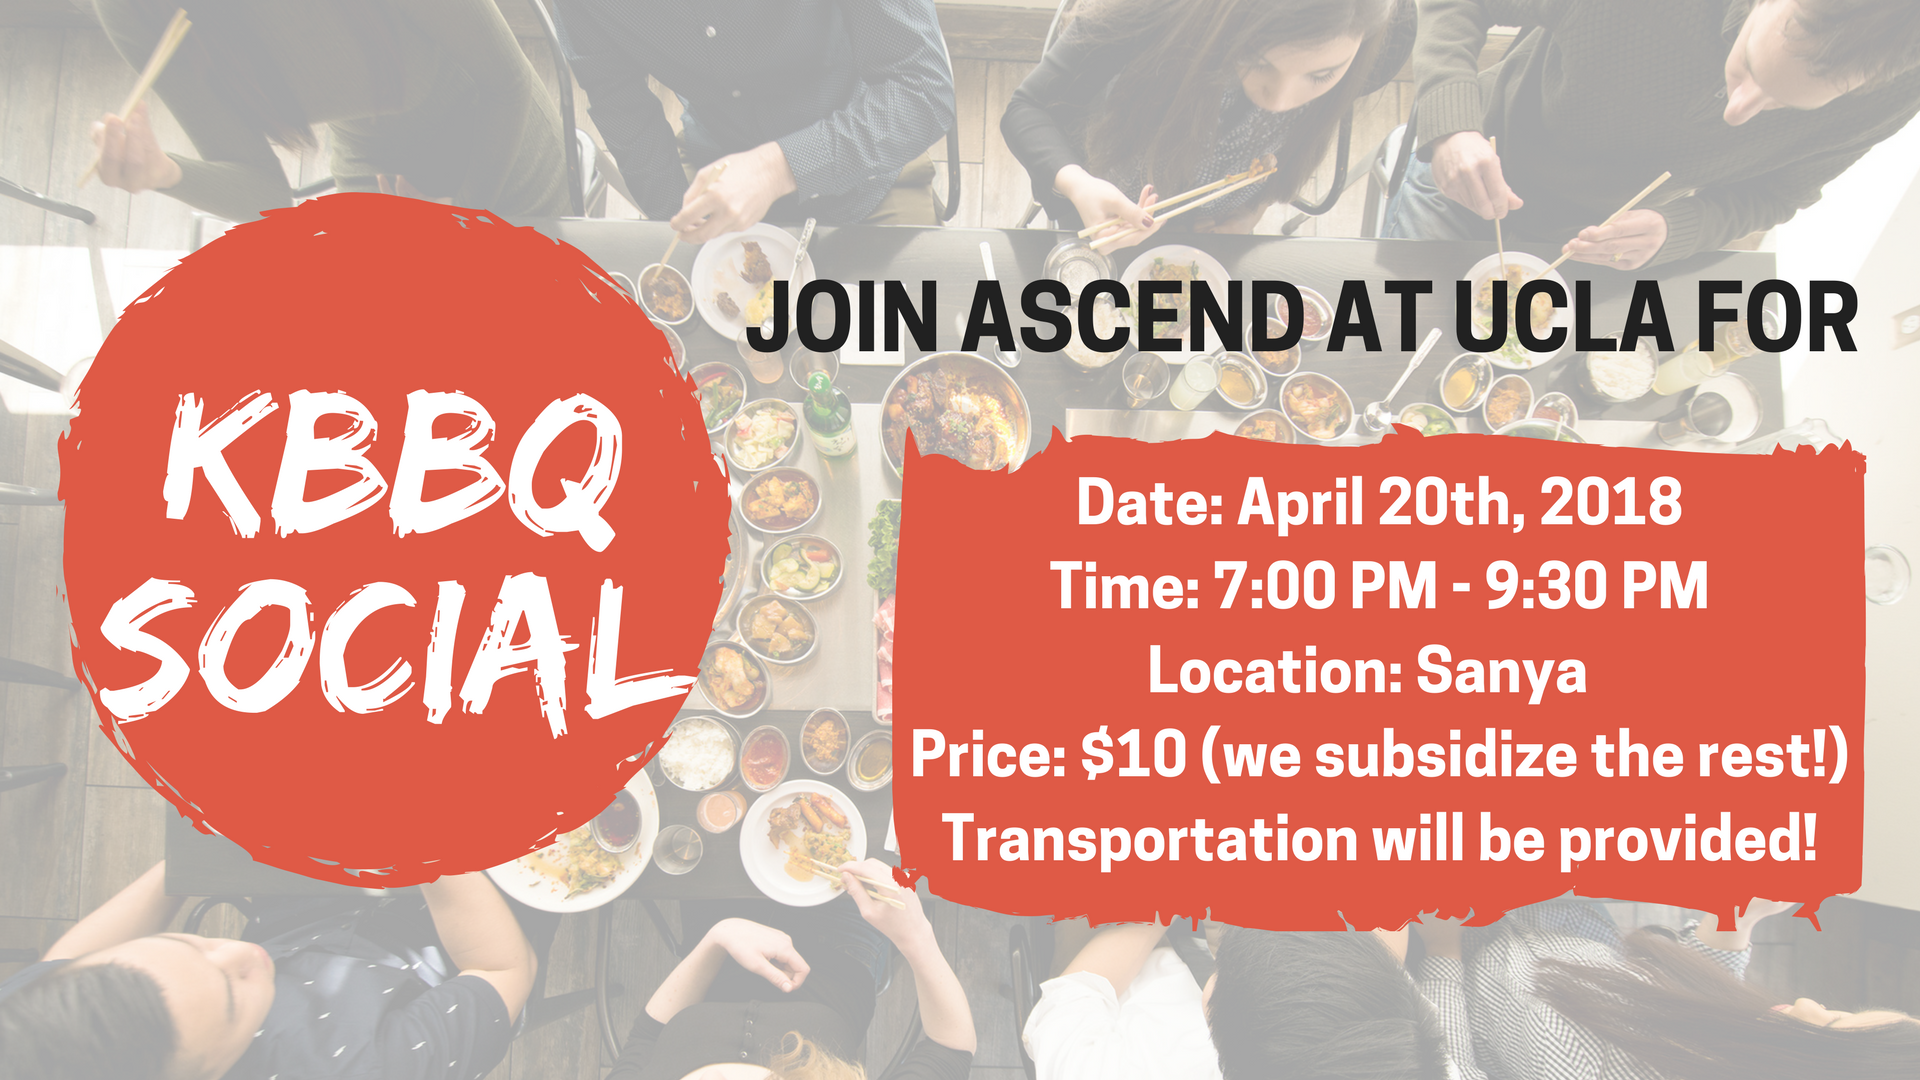 KBBQ
SOCIAL
JOIN ASCEND AT UCLA FOR
Date: April 20th, 2018
Time: 7:00 PM - 9:30 PM
Location: Sanya
Price: $10 (we subsidize the rest!)
Transportation will be provided!